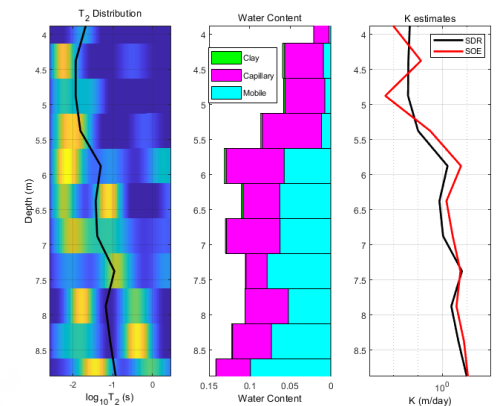 T2 Distribution
Water Content
K estimates
4
4.5
5
5.5
6
6.5
7
7.5
8
8.5
Depth (m)
-2 -1 0
log10T2 (s)
4
4.5
5
5.5
6
6.5
7
7.5
8
8.5
Clay
Capillary
Mobile
0.15 0.1 0.05 0
Water Content
4
4.5
5
5.5
6
6.5
7
7.5
8
8.5
SDR
SOE
10^0
K (m/day)